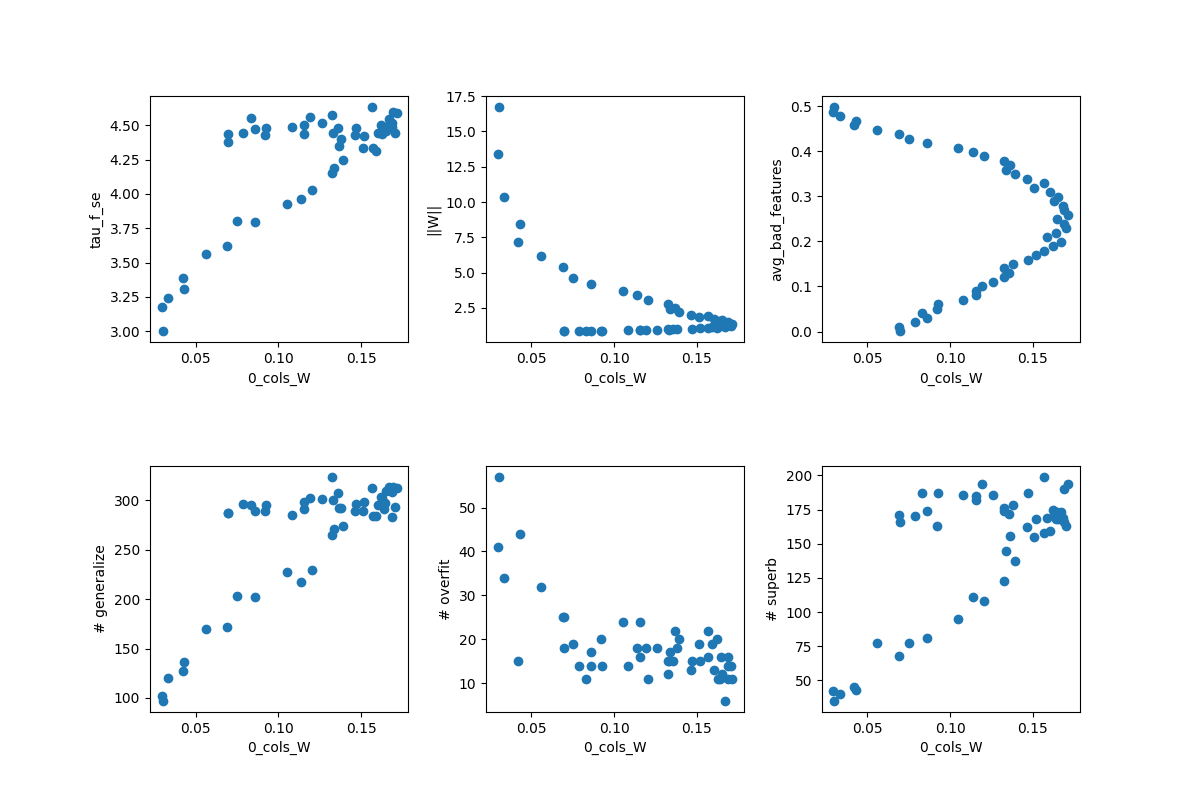 4.50
4.25
4.00
3.75
3.50
3.25
3.00
tau_f_se
0.05 0.10 0.15
0_cols_W
17.5
15.0
12.5
10.0
7.5
5.0
2.5
||W||
0.05 0.10 0.15
0_cols_W
0.5
0.4
0.3
0.2
0.1
0.0
avg_bad_features
0.05 0.10 0.15
0_cols_W
300
250
200
150
100
# generalize
0.05 0.10 0.15
0_cols_W
50
40
30
20
10
# overfit
0.05 0.10 0.15
0_cols_W
200
175
150
125
100
75
50
# superb
0.05 0.10 0.15
0_cols_W